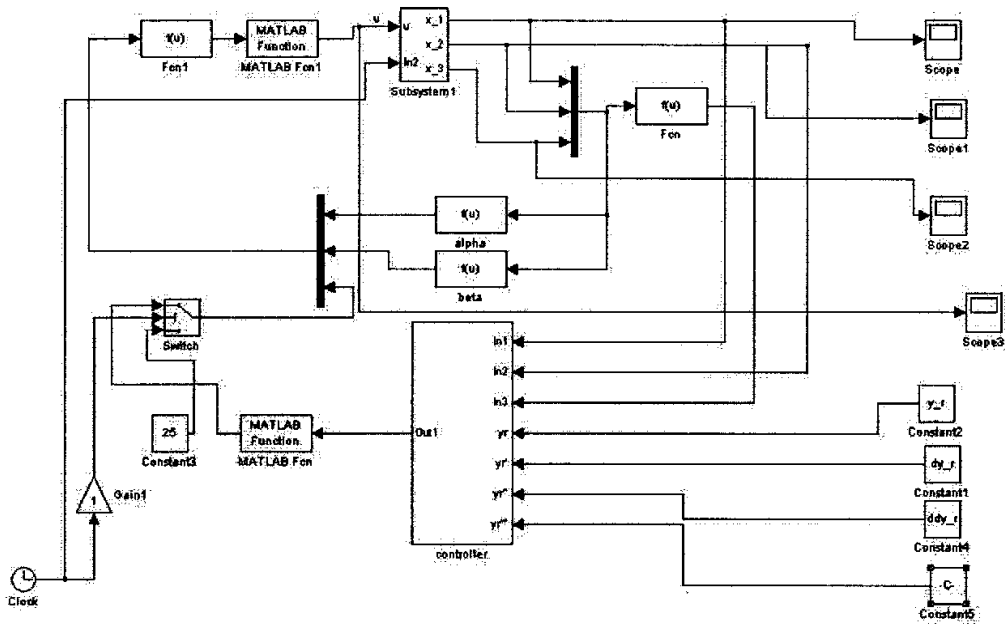 f(u)
Fcn1
MATLAB
Function
MATLAB Fcn1
u
u
In2
x_1
x_2
x_3
Subsystem1
Scope
f(u)
Fcn
Scope1
f(u)
alpha
Scope2
f(u)
beta
Switch
Scope3
In1
In2
In3
yr
yr'
yr''
yr'''
Out1
controller
25
Constant3
MATLAB
Function
MATLAB Fcn
y_r
Constant2
dy_r
Constant1
ddy_r
Constant4
1
Gain1
Clock
-C-
Constant5